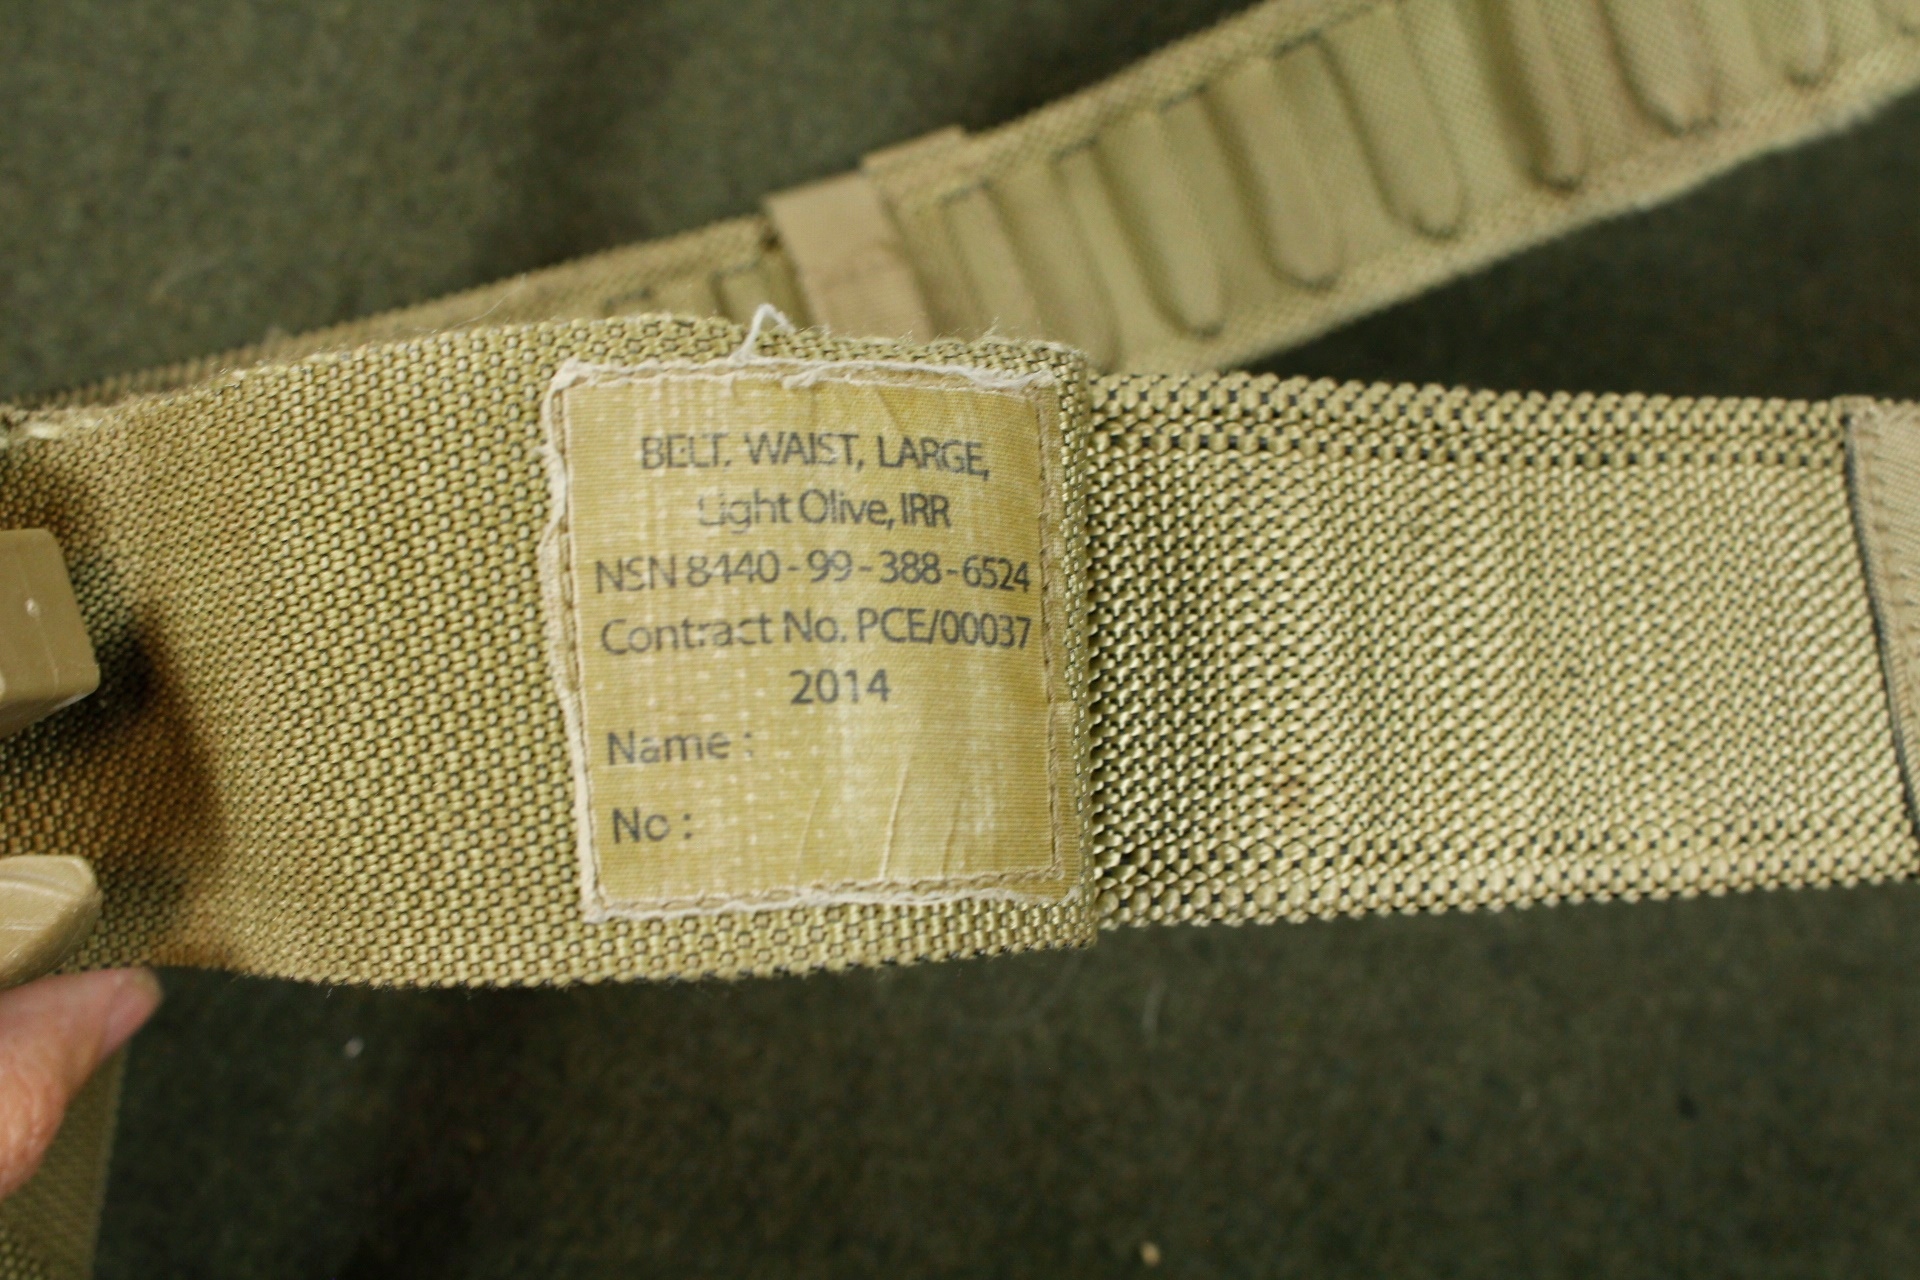 BELT. WAIST, LARGE,
Light Olive, IRR
NSN 8440 - 99 - 388 - 6524
Contract No. PCE/00037
2014
Name :
No :